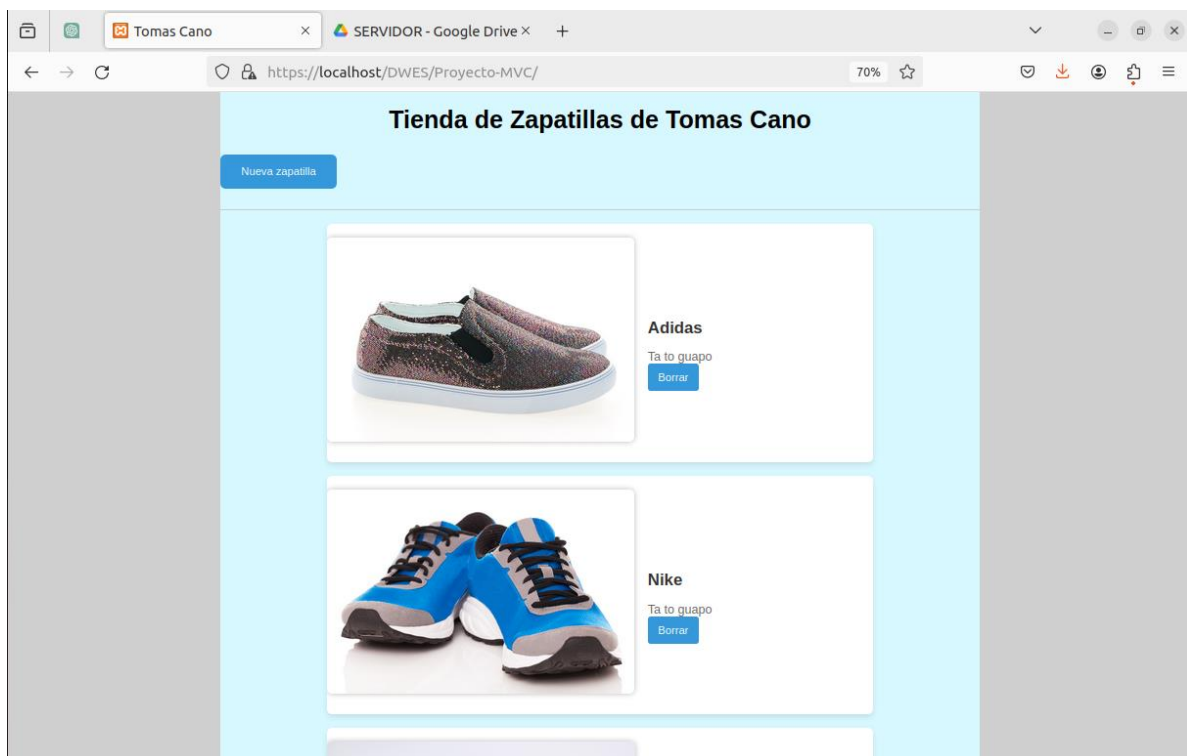 Tomas Cano
SERVIDOR - Google Drive
https://localhost/DWES/Proyecto-MVC/
70%
Tienda de Zapatillas de Tomas Cano
Nueva zapatilla
Adidas
Ta to guapo
Borrar
Nike
Ta to guapo
Borrar